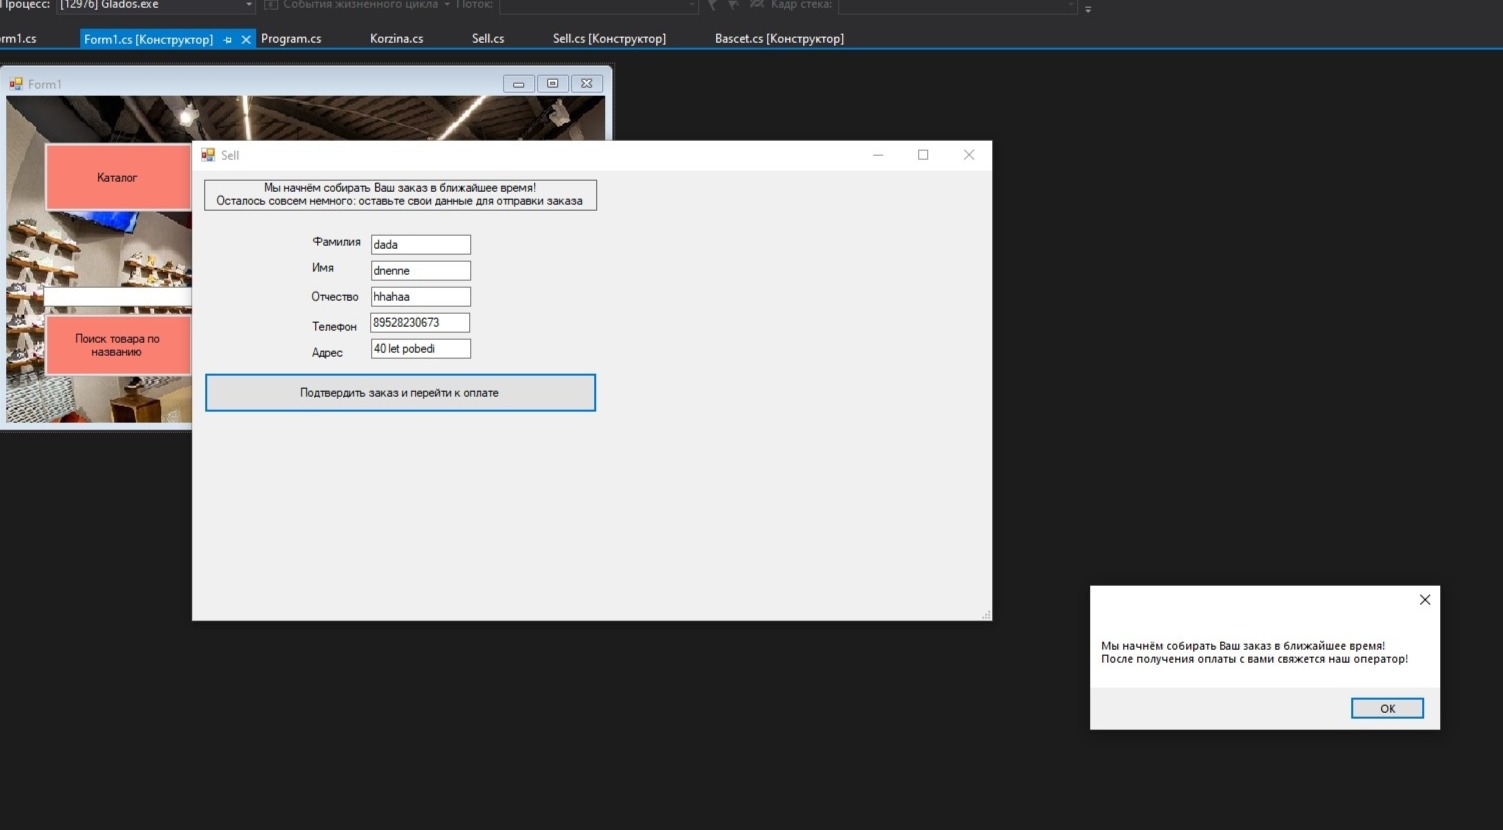 Процесс: [12976] Glados.exe События жизненного цикла Поток: Кадр стека:
rm1.cs Form1.cs [Конструктор] Program.cs Korzina.cs Sell.cs Sell.cs [Конструктор] Bascet.cs [Конструктор]
Form1
Каталог
Поиск товара по
названию
Sell
Мы начнём собирать Ваш заказ в ближайшее время!
Осталось совсем немного: оставьте свои данные для отправки заказа
Фамилия dada
Имя dnenne
Отчество hhahaa
Телефон 89528230673
Адрес 40 let pobedi
Подтвердить заказ и перейти к оплате
Мы начнём собирать Ваш заказ в ближайшее время!
После получения оплаты с вами свяжется наш оператор!
OK